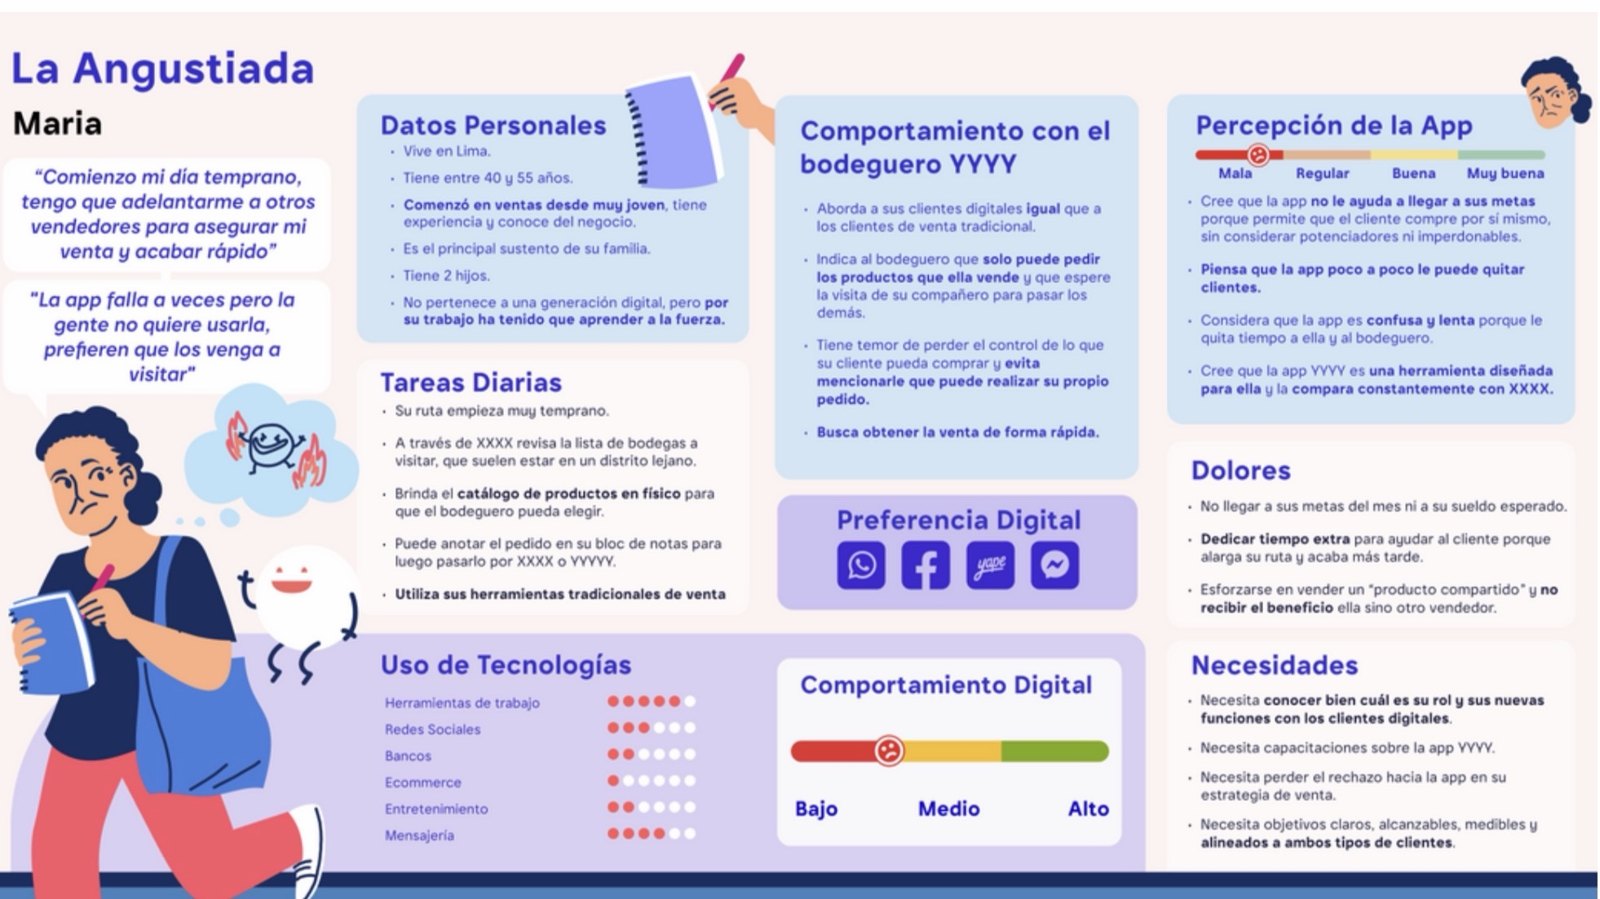 La Angustiada
Maria
“Comienzo mi día temprano,
tengo que adelantarme a otros
vendedores para asegurar mi
venta y acabar rápido”
"La app falla a veces pero la
gente no quiere usarla,
prefieren que los venga a
visitar"
Datos Personales
· Vive en Lima.
· Tiene entre 40 y 55 años.
· Comenzó en ventas desde muy joven, tiene
experiencia y conoce del negocio.
· Es el principal sustento de su familia.
· Tiene 2 hijos.
· No pertenece a una generación digital, pero por
su trabajo ha tenido que aprender a la fuerza.
Tareas Diarias
· Su ruta empieza muy temprano.
· A través de XXXX revisa la lista de bodegas a
visitar, que suelen estar en un distrito lejano.
· Brinda el catálogo de productos en físico para
que el bodeguero pueda elegir.
· Puede anotar el pedido en su bloc de notas para
luego pasarlo por XXXX o YYYYY.
· Utiliza sus herramientas tradicionales de venta
Uso de Tecnologías
Herramientas de trabajo
Redes Sociales
Bancos
Ecommerce
Entretenimiento
Mensajería
Comportamiento con el
bodeguero YYYY
· Aborda a sus clientes digitales igual que a
los clientes de venta tradicional.
· Indica al bodeguero que solo puede pedir
los productos que ella vende y que espere
la visita de su compañero para pasar los
demás.
· Tiene temor de perder el control de lo que
su cliente pueda comprar y evita
mencionarle que puede realizar su propio
pedido.
· Busca obtener la venta de forma rápida.
Preferencia Digital
yape
Comportamiento Digital
Bajo Medio Alto
Percepción de la App
Mala Regular Buena Muy buena
· Cree que la app no le ayuda a llegar a sus metas
porque permite que el cliente compre por sí mismo,
sin considerar potenciadores ni imperdonables.
· Piensa que la app poco a poco le puede quitar
clientes.
· Considera que la app es confusa y lenta porque le
quita tiempo a ella y al bodeguero.
· Cree que la app YYYY es una herramienta diseñada
para ella y la compara constantemente con XXXX.
Dolores
· No llegar a sus metas del mes ni a su sueldo esperado.
· Dedicar tiempo extra para ayudar al cliente porque
alarga su ruta y acaba más tarde.
· Esforzarse en vender un “producto compartido” y no
recibir el beneficio ella sino otro vendedor.
Necesidades
· Necesita conocer bien cuál es su rol y sus nuevas
funciones con los clientes digitales.
· Necesita capacitaciones sobre la app YYYY.
· Necesita perder el rechazo hacia la app en su
estrategia de venta.
· Necesita objetivos claros, alcanzables, medibles y
alineados a ambos tipos de clientes.